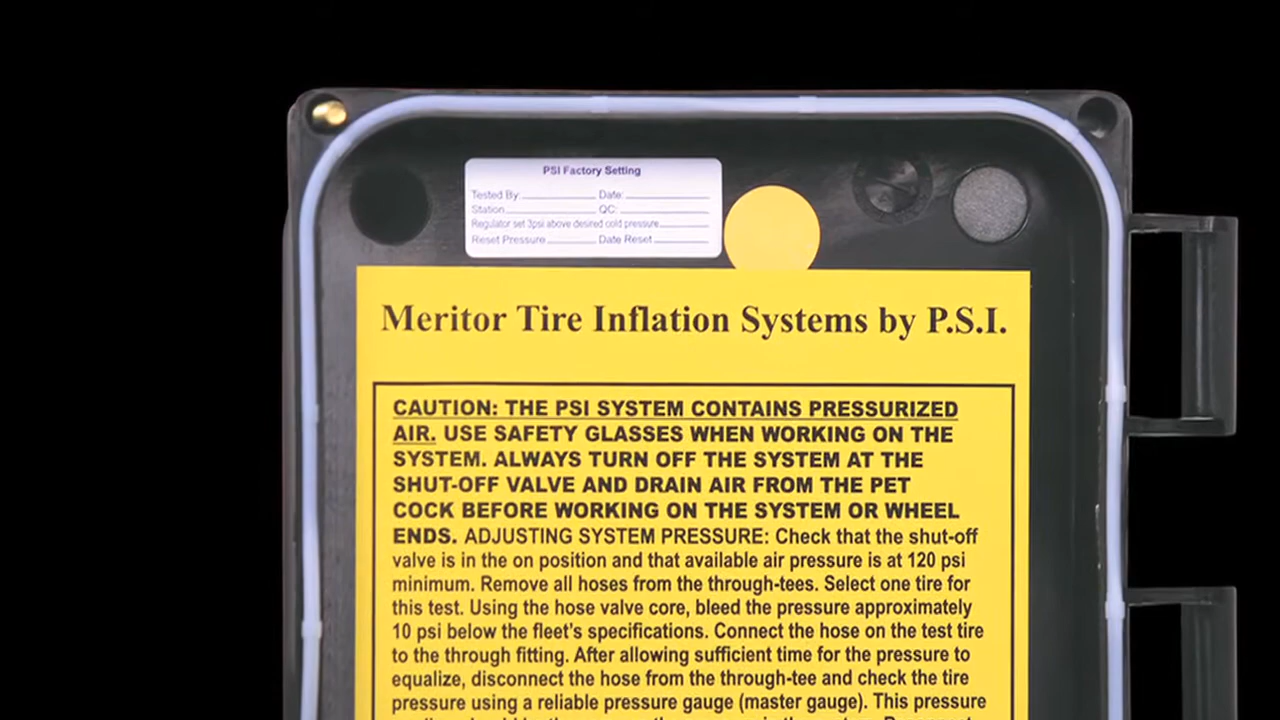 PSI Factory Setting
Tested By: Date:
Station QC:
Regulator set 3psi above desired cold pressure
Reset Pressure Date Reset
Meritor Tire Inflation Systems by P.S.I.
CAUTION: THE PSI SYSTEM CONTAINS PRESSURIZED
AIR. USE SAFETY GLASSES WHEN WORKING ON THE
SYSTEM. ALWAYS TURN OFF THE SYSTEM AT THE
SHUT-OFF VALVE AND DRAIN AIR FROM THE PET
COCK BEFORE WORKING ON THE SYSTEM OR WHEEL
ENDS. ADJUSTING SYSTEM PRESSURE: Check that the shut-off
valve is in the on position and that available air pressure is at 120 psi
minimum. Remove all hoses from the through-tees. Select one tire for
this test. Using the hose valve core, bleed the pressure approximately
10 psi below the fleet's specifications. Connect the hose on the test tire
to the through fitting. After allowing sufficient time for the pressure to
equalize, disconnect the hose from the through-tee and check the tire
pressure using a reliable pressure gauge (master gauge). This pressure